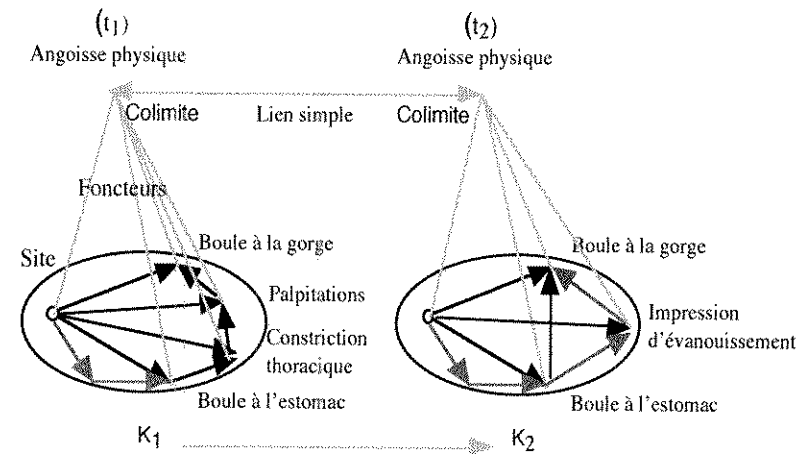 (t1)
Angoisse physique
(t2)
Angoisse physique
Colimite
Lien simple
Colimite
Foncteurs
Site
Boule à la gorge
Palpitations
Constriction
thoracique
Boule à l’estomac
Boule à la gorge
Impression
d’évanouissement
Boule à l’estomac
K1
K2